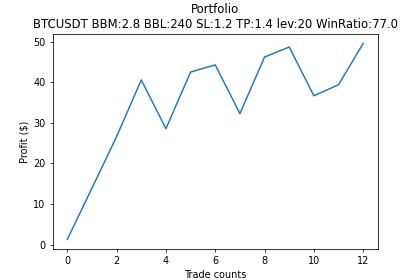 Portfolio
BTCUSDT BBM:2.8 BBL:240 SL:1.2 TP:1.4 lev:20 WinRatio:77.0
50
40
30
20
10
0
Profit ($)
0 2 4 6 8 10 12
Trade counts